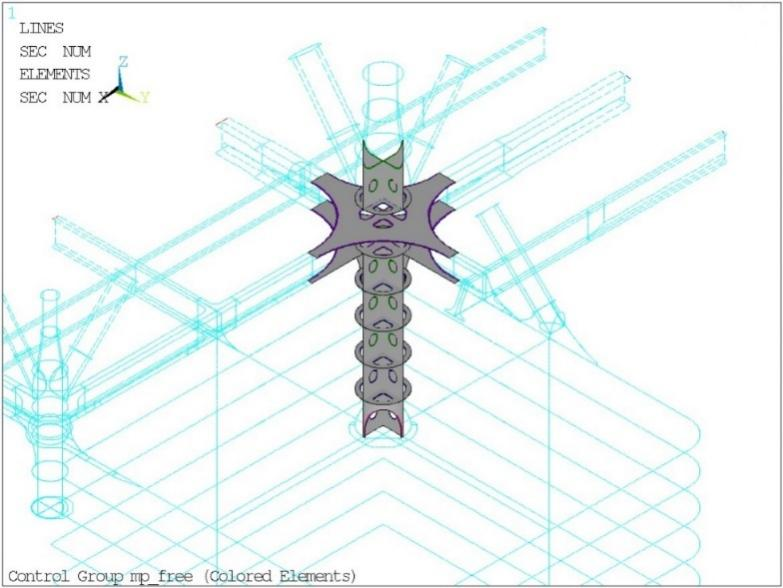 1
LINES
SEC NUM
ELEMENTS
SEC NUM
Z
X
Y
Control Group mp_free (Colored Elements)